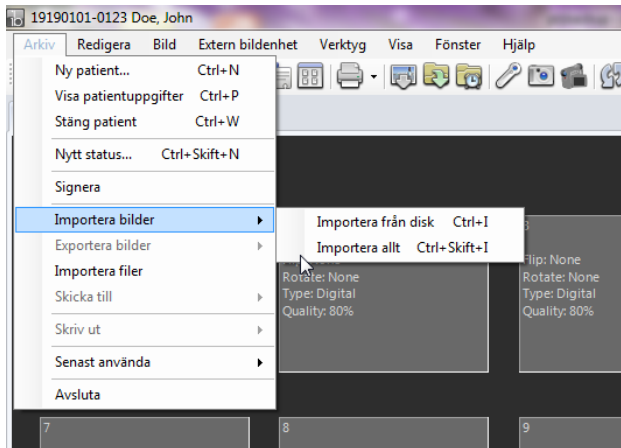 19190101-0123 Doe, John
Arkiv Redigera Bild Extern bildenhet Verktyg Visa Fönster Hjälp
Ny patient... Ctrl+N
Visa patientuppgifter Ctrl+P
Stäng patient Ctrl+W
Nytt status... Ctrl+Skift+N
Signera
Importera bilder
Importera från disk Ctrl+I
Importera allt Ctrl+Skift+I
Exportera bilder
Importera filer
Skicka till
Skriv ut
Senast använda
Avsluta
Rotate: None
Type: Digital
Quality: 80%
Flip: None
Rotate: None
Type: Digital
Quality: 80%
7
8
9